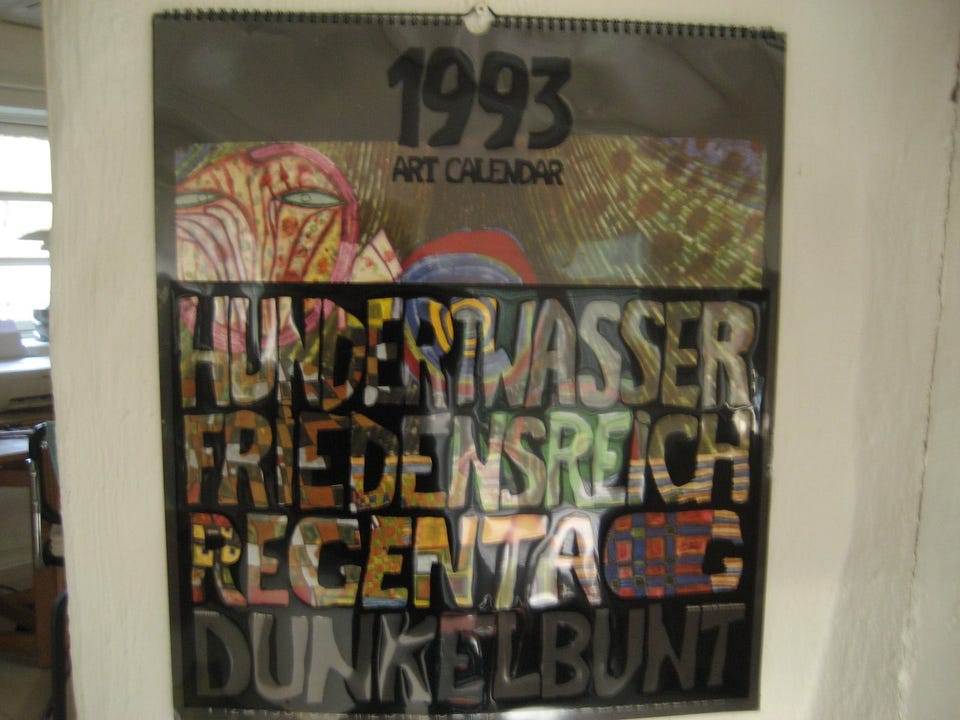 1993
ART CALENDAR
HUNDERTWASSER
FRIEDENSREICH
REGENTAG
DUNKELBUNT